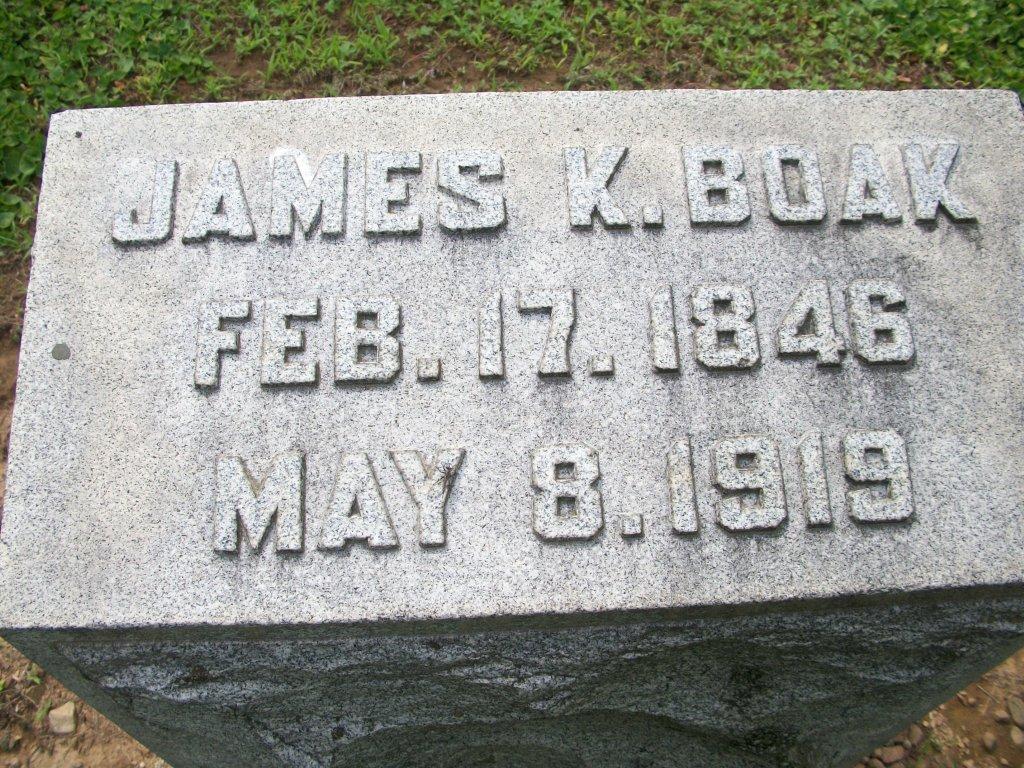 JAMES K. BOAK
FEB. 17. 1846
MAY 8. 1919